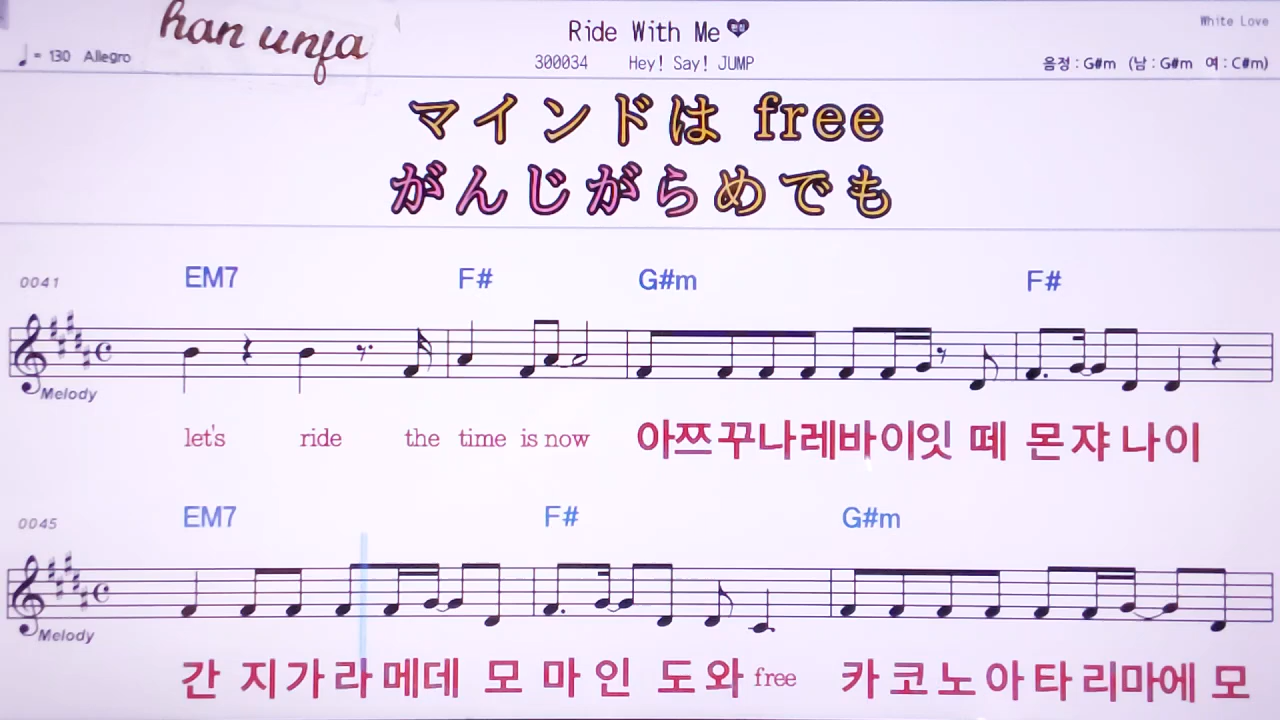 han unja
Ride With Me
White Love
♩= 130 Allegro
300034 Hey! Say! JUMP
음정 : G#m (남 : G#m 여 : C#m)
マインドは free
がんじがらめでも
0041 EM7 F# G#m F#
Melody
let's ride the time is now 아쯔꾸나레바이잇 떼 몬쟈나이
0045 EM7 F# G#m
Melody
간 지가라메데 모 마 인 도와 free 카코노아타리마에 모